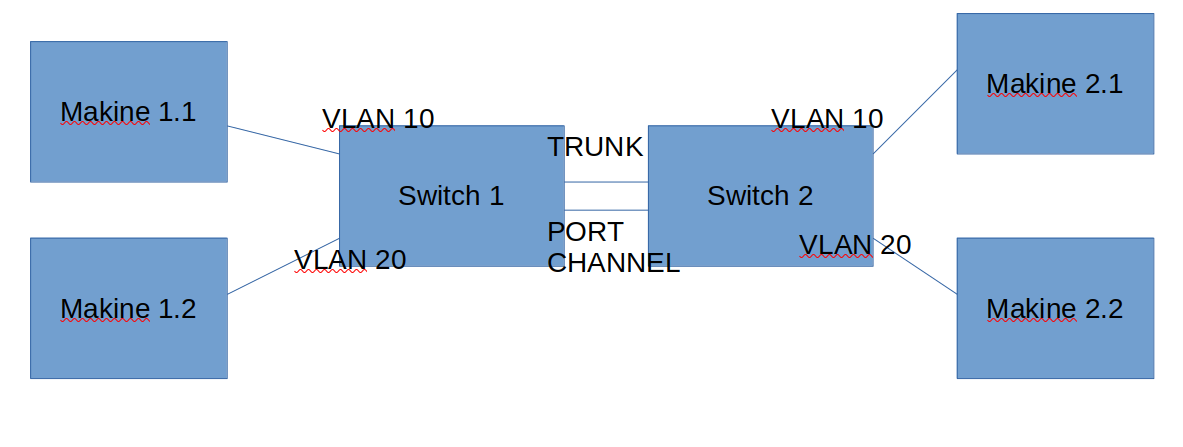 Makine 1.1
VLAN 10
VLAN 10
Makine 2.1
TRUNK
Switch 1
Switch 2
PORT
CHANNEL
VLAN 20
VLAN 20
Makine 1.2
Makine 2.2